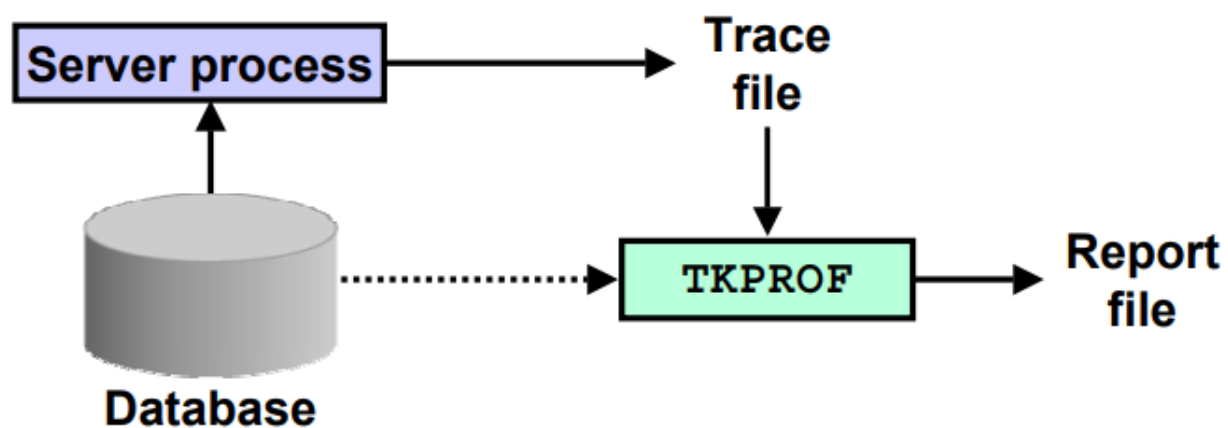 Server process
Trace
file
TKPROF
Report
file
Database